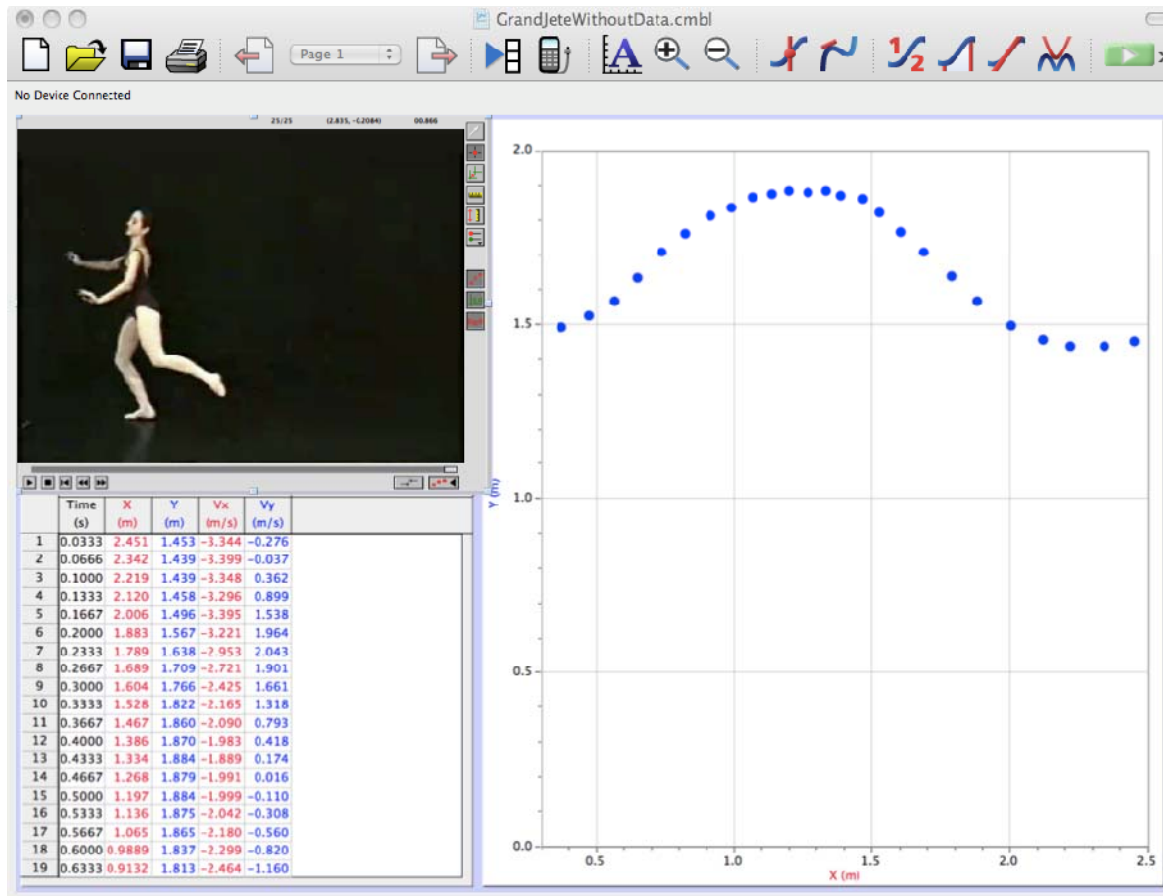 GrandJeteWithoutData.cmbl
Page 1
No Device Connected
25/25 (2.835, -0.2084) 00.866
Time X Y Vx Vy
(s) (m) (m) (m/s) (m/s)
1 0.0333 2.451 1.453 -3.344 -0.276
2 0.0666 2.342 1.439 -3.399 -0.037
3 0.1000 2.219 1.439 -3.348 0.362
4 0.1333 2.120 1.458 -3.296 0.899
5 0.1667 2.006 1.496 -3.395 1.538
6 0.2000 1.883 1.567 -3.221 1.964
7 0.2333 1.789 1.638 -2.953 2.043
8 0.2667 1.689 1.709 -2.721 1.901
9 0.3000 1.604 1.766 -2.425 1.661
10 0.3333 1.528 1.822 -2.165 1.318
11 0.3667 1.467 1.860 -2.090 0.793
12 0.4000 1.386 1.870 -1.983 0.418
13 0.4333 1.334 1.884 -1.889 0.174
14 0.4667 1.268 1.879 -1.991 0.016
15 0.5000 1.197 1.884 -1.999 -0.110
16 0.5333 1.136 1.875 -2.042 -0.308
17 0.5667 1.065 1.865 -2.180 -0.560
18 0.6000 0.9889 1.837 -2.299 -0.820
19 0.6333 0.9132 1.813 -2.464 -1.160
2.0
1.5
1.0
0.5
0.0
Y (m)
0.5 1.0 1.5 2.0 2.5
X (m)